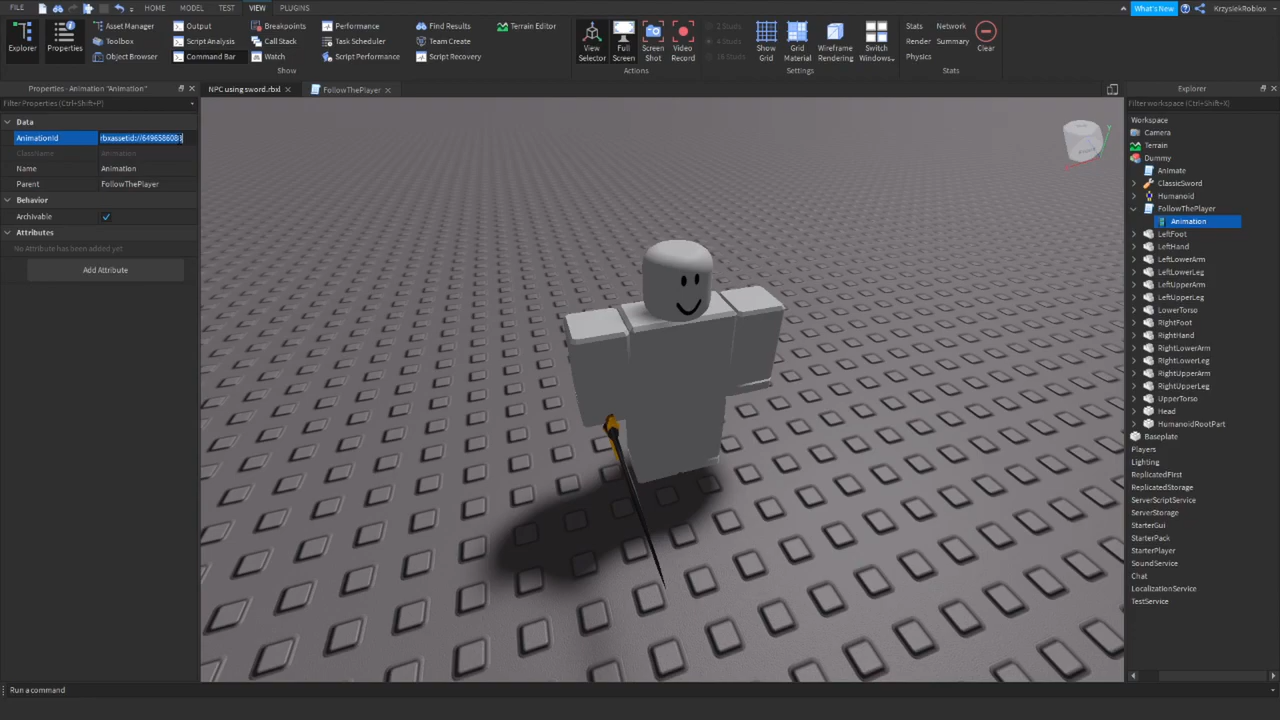 FILE HOME MODEL TEST VIEW PLUGINS What's New KrzysiekRoblox
Explorer
Properties
Asset Manager
Toolbox
Object Browser
Output
Script Analysis
Command Bar
Breakpoints
Call Stack
Watch
Performance
Task Scheduler
Script Performance
Find Results
Team Create
Script Recovery
Terrain Editor
Show
View Selector
Full Screen
Screen Shot
Video Record
Actions
2 Studs
4 Studs
16 Studs
Show Grid
Grid Material
Wireframe Rendering
Switch Windows
Settings
Stats
Render
Physics
Network
Summary
Clear
Stats
Properties - Animation "Animation"
Filter Properties (Ctrl+Shift+P)
Data
AnimationId rbxassetid://6496586083
ClassName Animation
Name Animation
Parent FollowThePlayer
Behavior
Archivable
Attributes
No Attribute has been added yet
Add Attribute
NPC using sword.rbxl
FollowThePlayer
Explorer
Filter workspace (Ctrl+Shift+X)
Workspace
Camera
Terrain
Dummy
Animate
ClassicSword
Humanoid
FollowThePlayer
Animation
LeftFoot
LeftHand
LeftLowerArm
LeftLowerLeg
LeftUpperArm
LeftUpperLeg
LowerTorso
RightFoot
RightHand
RightLowerArm
RightLowerLeg
RightUpperArm
RightUpperLeg
UpperTorso
Head
HumanoidRootPart
Baseplate
Players
Lighting
ReplicatedFirst
ReplicatedStorage
ServerScriptService
ServerStorage
StarterGui
StarterPack
StarterPlayer
SoundService
Chat
LocalizationService
TestService
Run a command